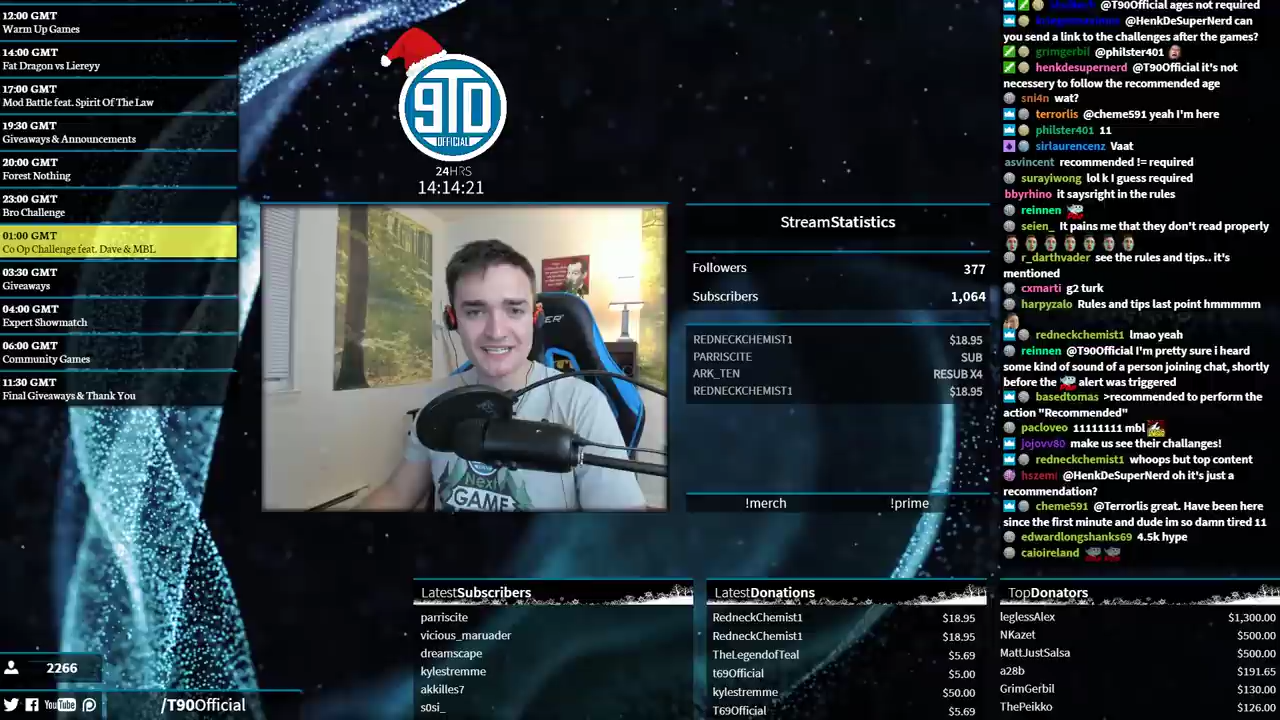 12:00 GMT
Warm Up Games
14:00 GMT
Fat Dragon vs Liereyy
17:00 GMT
Mod Battle feat. Spirit Of The Law
19:30 GMT
Giveaways & Announcements
20:00 GMT
Forest Nothing
23:00 GMT
Bro Challenge
01:00 GMT
Co Op Challenge feat. Dave & MBL
03:30 GMT
Giveaways
04:00 GMT
Expert Showmatch
06:00 GMT
Community Games
11:30 GMT
Final Giveaways & Thank You
2266
/T90Official
You Tube
9TO
OFFICIAL
24HRS
14:14:21
Next
GAME
StreamStatistics
Followers 377
Subscribers 1,064
REDNECKCHEMIST1 $18.95
PARRISCITE SUB
ARK_TEN RESUB X4
REDNECKCHEMIST1 $18.95
!merch !prime
LatestSubscribers
parriscite
vicious_maruader
dreamscape
kylestremme
akkilles7
s0si_
LatestDonations
RedneckChemist1 $18.95
RedneckChemist1 $18.95
TheLegendofTeal $5.69
t69Official $5.00
kylestremme $50.00
T69Official $5.69
TopDonators
leglessAlex $1,300.00
NKazet $500.00
MattJustSalsa $500.00
a28b $191.65
GrimGerbil $130.00
ThePeikko $126.00
@T90Official ages not required
@HenkDeSuperNerd can
you send a link to the challenges after the games?
grimgerbil @philster401
henkdesupernerd @T90Official it's not
necessary to follow the recommended age
sni4n wat?
terrorlis @cheme591 yeah I'm here
philster401 11
sirlaurencenz Vaat
asvincent recommended != required
surayiwong lol k I guess required
bbyrhino it saysright in the rules
reinnen
seien_ It pains me that they don't read properly
r_darthvader see the rules and tips.. it's
mentioned
cxmarti g2 turk
harpyzalo Rules and tips last point hmmmmm
redneckchemist1 lmao yeah
reinnen @T90Official I'm pretty sure i heard
some kind of sound of a person joining chat, shortly
before the alert was triggered
basedtomas >recommended to perform the
action "Recommended"
pacloveo 11111111 mbl
jojovv80 make us see their challanges!
redneckchemist1 whoops but top content
hszemi @HenkDeSuperNerd oh it's just a
recommendation?
cheme591 @Terrorlis great. Have been here
since the first minute and dude im so damn tired 11
edwardlongshanks69 4.5k hype
caioireland